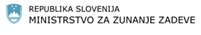 REPUBLIKA SLOVENIJA
MINISTRSTVO ZA ZUNANJE ZADEVE